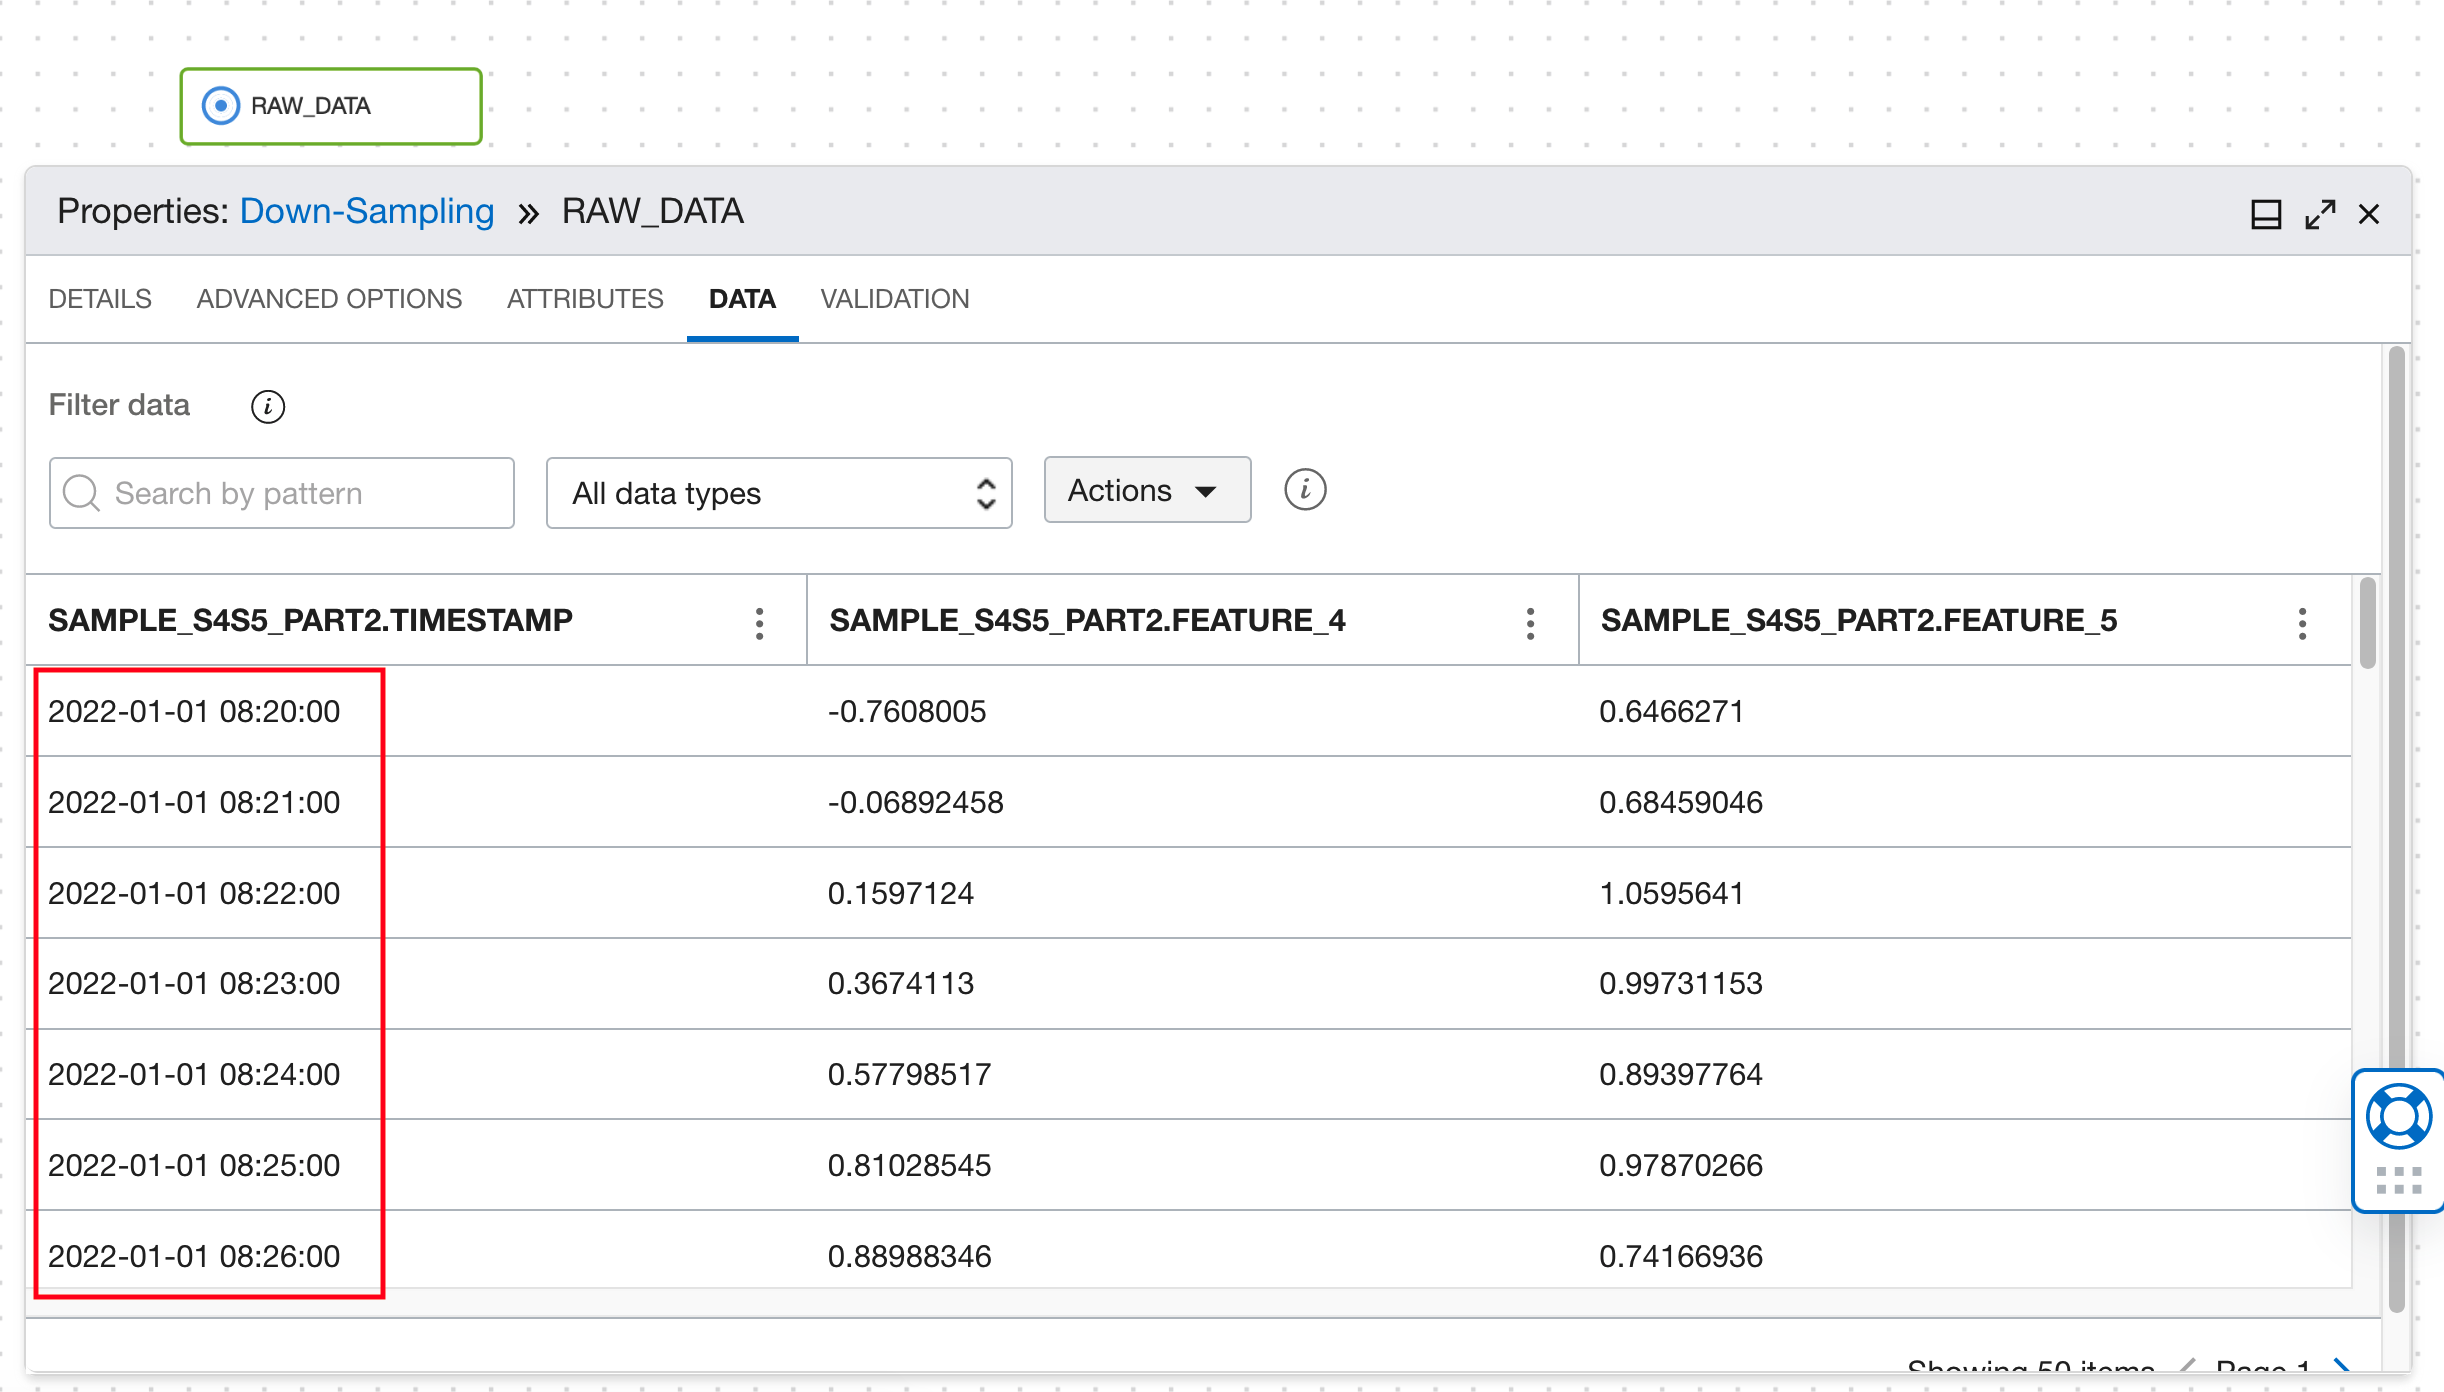 RAW_DATA
Properties: Down-Sampling » RAW_DATA
DETAILS ADVANCED OPTIONS ATTRIBUTES DATA VALIDATION
Filter data i
Search by pattern All data types Actions i
SAMPLE_S4S5_PART2.TIMESTAMP SAMPLE_S4S5_PART2.FEATURE_4 SAMPLE_S4S5_PART2.FEATURE_5
2022-01-01 08:20:00 -0.7608005 0.6466271
2022-01-01 08:21:00 -0.06892458 0.68459046
2022-01-01 08:22:00 0.1597124 1.0595641
2022-01-01 08:23:00 0.3674113 0.99731153
2022-01-01 08:24:00 0.57798517 0.89397764
2022-01-01 08:25:00 0.81028545 0.97870266
2022-01-01 08:26:00 0.88988346 0.74166936
Showing 50 items Page 1